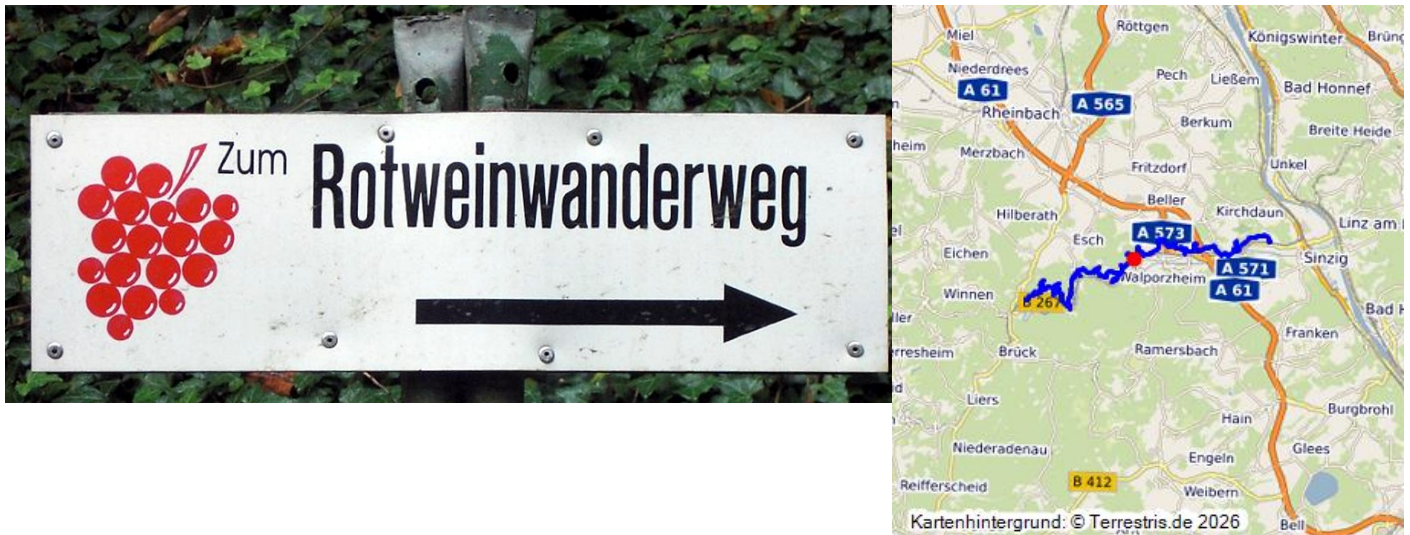 Zum
Rotweinwanderweg
Röttgen
Miel
Königswinter
Niederdrees
Pech
Ließem
A 61
Bad Honnef
A 565
Rheinbach
Berkum
Breite Heide
heim
Merzbach
Fritzdorf
Unkel
Beller
Hilberath
Kirchdaun
Linz am
A 573
Esch
Eichen
Sinzig
A 571
Walporzheim
A 61
Winnen
B 267
Bad H
ller
Franken
rresheim
Brück
Ramersbach
Liers
Burgbrohl
Hain
Niederadenau
Glees
Engeln
B 412
Reifferscheid
Weibern
Kartenhintergrund: © Terrestris.de 2026
Bell